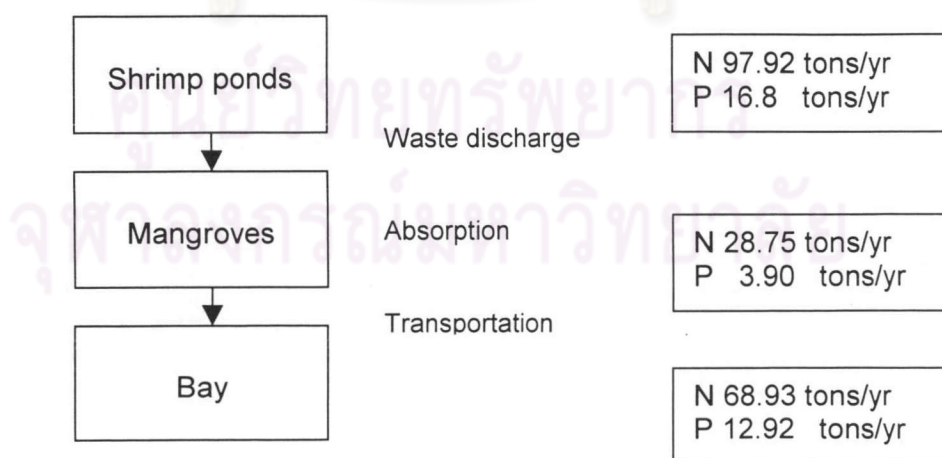 Shrimp ponds
N 97.92 tons/yr
P 16.8 tons/yr
Waste discharge
ศูนย์วิทยทรัพยากร
Mangroves
Absorption
N 28.75 tons/yr
P 3.90 tons/yr
จุฬาลงกรณ์มหาวิทยาลัย
Transportation
Bay
N 68.93 tons/yr
P 12.92 tons/yr